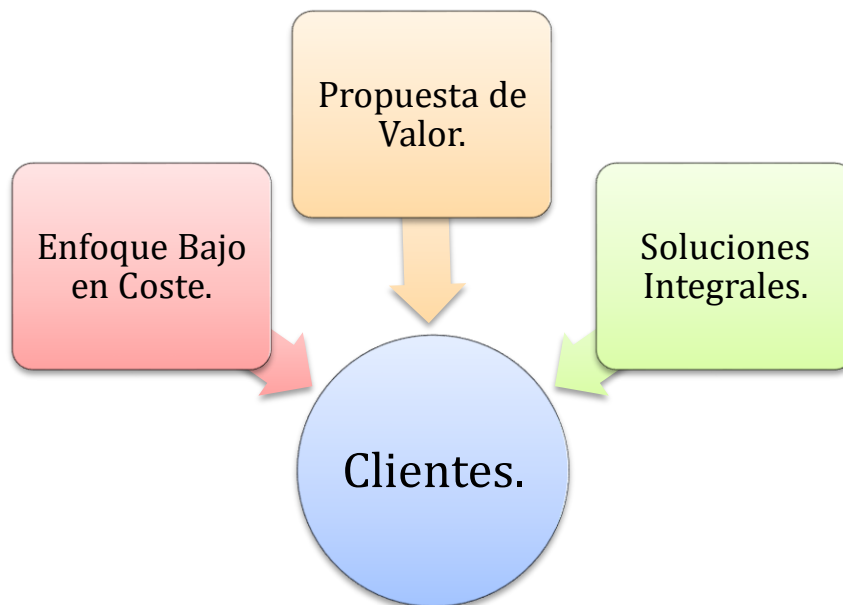 Propuesta de
Valor.
Enfoque Bajo
en Coste.
Soluciones
Integrales.
Clientes.